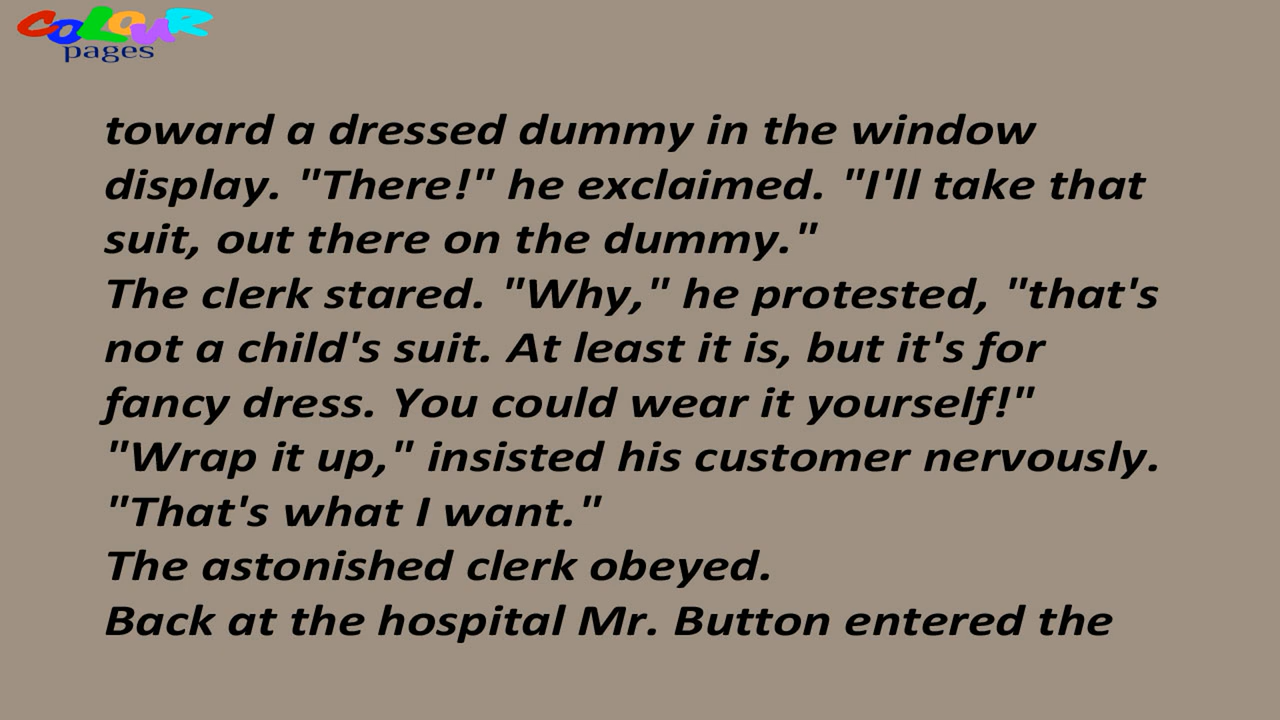 COLOUR
pages
toward a dressed dummy in the window
display. "There!" he exclaimed. "I'll take that
suit, out there on the dummy."
The clerk stared. "Why," he protested, "that's
not a child's suit. At least it is, but it's for
fancy dress. You could wear it yourself!"
"Wrap it up," insisted his customer nervously.
"That's what I want."
The astonished clerk obeyed.
Back at the hospital Mr. Button entered the